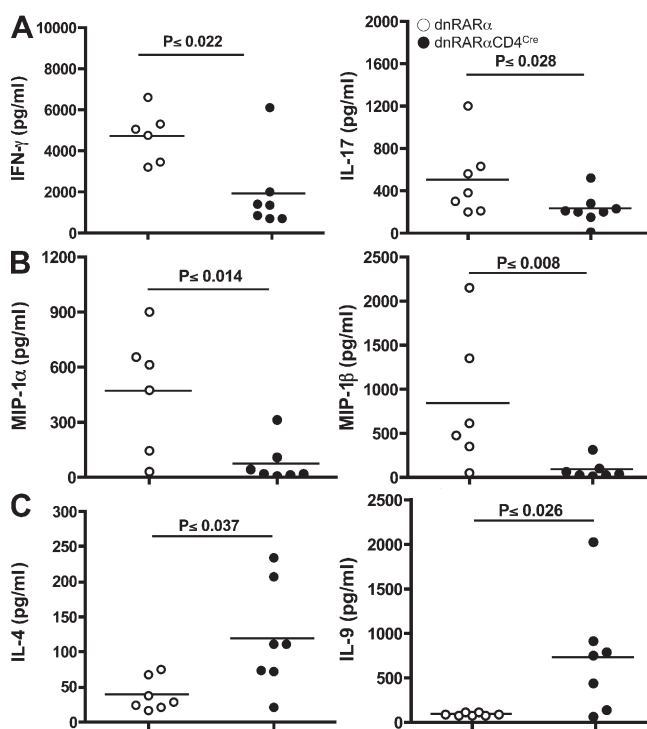 A
IFN-γ (pg/ml)
10000
8000
6000
4000
2000
0
P≤ 0.022
IL-17 (pg/ml)
1600
1200
800
400
0
P≤ 0.028
dnRARα
dnRARαCD4Cre
B
MIP-1α (pg/ml)
1200
900
600
300
0
P≤ 0.014
MIP-1β (pg/ml)
2500
2000
1500
1000
500
0
P≤ 0.008
C
IL-4 (pg/ml)
300
250
200
150
100
50
0
P≤ 0.037
IL-9 (pg/ml)
2500
2000
1500
1000
500
0
P≤ 0.026